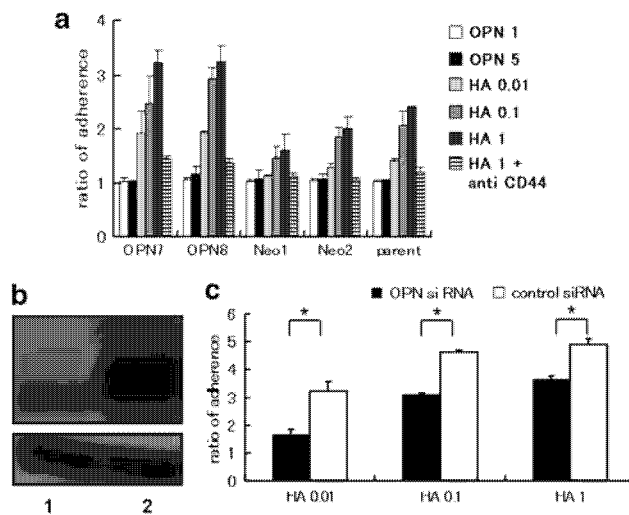 a
ratio of adherence
4
3
2
1
0
OPN7 OPN8 Neo1 Neo2 parent
OPN 1
OPN 5
HA 0.01
HA 0.1
HA 1
HA 1 +
anti CD44
b
1 2
c
OPN si RNA control siRNA
ratio of adherence
6
5
4
3
2
1
0
* * *
HA 0.01 HA 0.1 HA 1